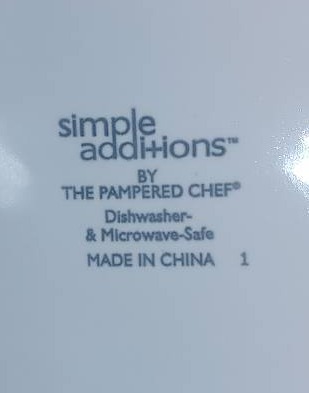 simple
additions™
BY
THE PAMPERED CHEF®
Dishwasher-
& Microwave-Safe
MADE IN CHINA 1